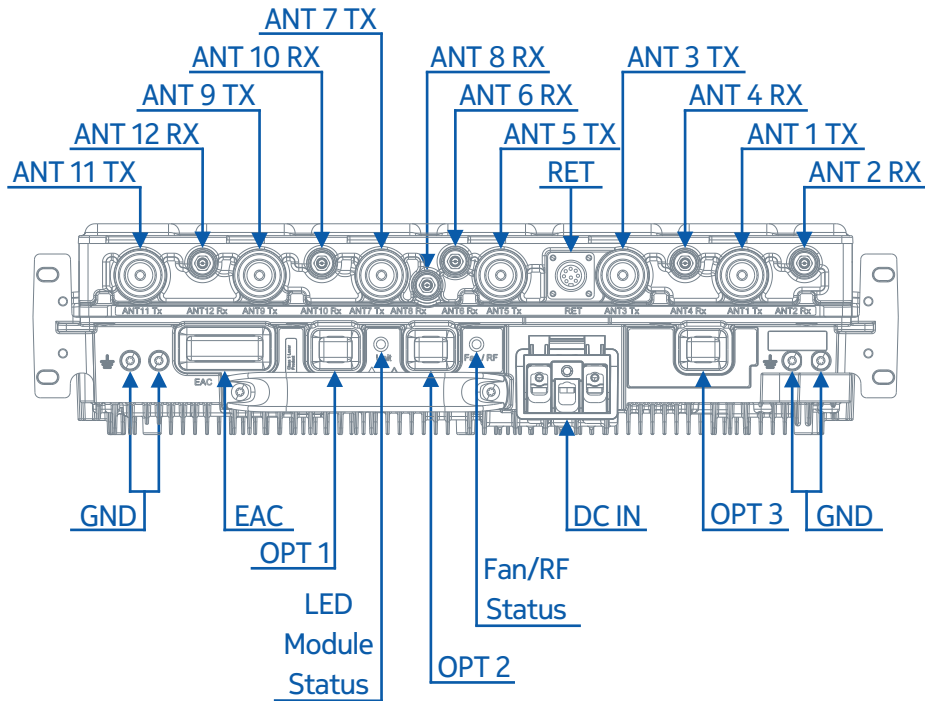 ANT 7 TX
ANT 10 RX
ANT 8 RX
ANT 3 TX
ANT 9 TX
ANT 6 RX
ANT 4 RX
ANT 12 RX
ANT 5 TX
ANT 1 TX
ANT 11 TX
RET
ANT 2 RX
ANT11 Tx
ANT12 Rx
ANT9 Tx
ANT10 Rx
ANT7 Tx
ANT8 Rx
ANT6 Rx
ANT5 Tx
RET
ANT3 Tx
ANT4 Rx
ANT1 Tx
ANT2 Rx
Fan / RF
EAC
GND
EAC
DC IN
OPT 3
GND
OPT 1
Fan/RF
Status
LED
Module
Status
OPT 2